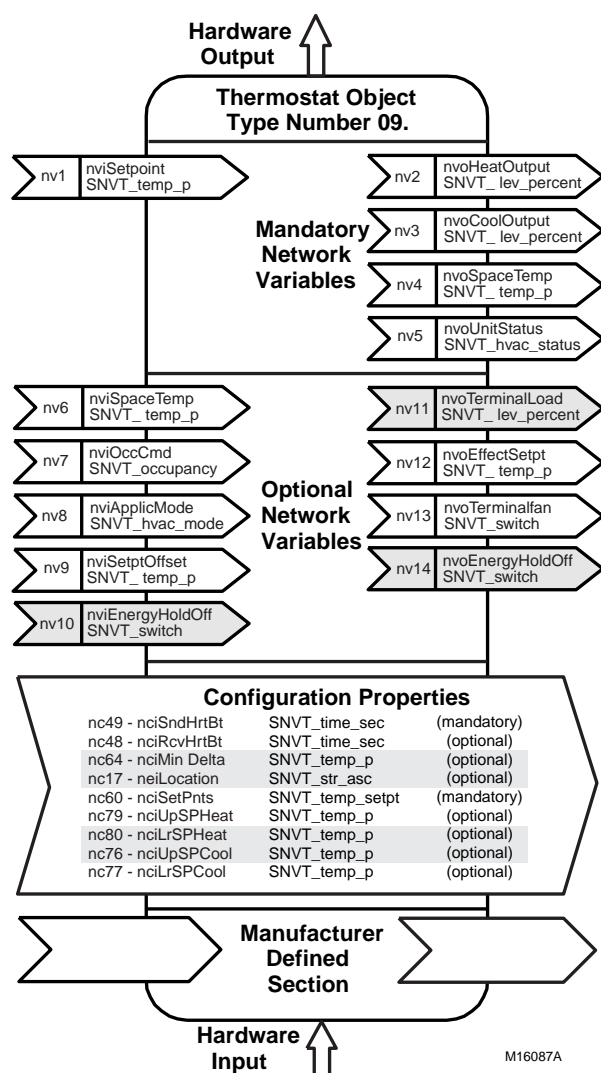 Hardware
Output
Thermostat Object
Type Number 09.
nv1
nviSetpoint
SNVT_temp_p
nv2
nvoHeatOutput
SNVT_ lev_percent
nv3
nvoCoolOutput
SNVT_ lev_percent
Mandatory
Network
Variables
nv4
nvoSpaceTemp
SNVT_ temp_p
nv5
nvoUnitStatus
SNVT_hvac_status
nv6
nviSpaceTemp
SNVT_ temp_p
nv7
nviOccCmd
SNVT_occupancy
nv8
nviApplicMode
SNVT_hvac_mode
nv9
nviSetptOffset
SNVT_ temp_p
nv10
nviEnergyHoldOff
SNVT_switch
Optional
Network
Variables
nv11
nvoTerminalLoad
SNVT_ lev_percent
nv12
nvoEffectSetpt
SNVT_ temp_p
nv13
nvoTerminalfan
SNVT_switch
nv14
nvoEnergyHoldOff
SNVT_switch
Configuration Properties
nc49 - nciSndHrtBt SNVT_time_sec (mandatory)
nc48 - nciRcvHrtBt SNVT_time_sec (optional)
nc64 - nciMin Delta SNVT_temp_p (optional)
nc17 - neiLocation SNVT_str_asc (optional)
nc60 - nciSetPnts SNVT_temp_setpt (mandatory)
nc79 - nciUpSPHeat SNVT_temp_p (optional)
nc80 - nciLrSPHeat SNVT_temp_p (optional)
nc76 - nciUpSPCool SNVT_temp_p (optional)
nc77 - nciLrSPCool SNVT_temp_p (optional)
Manufacturer
Defined
Section
Hardware
Input
M16087A